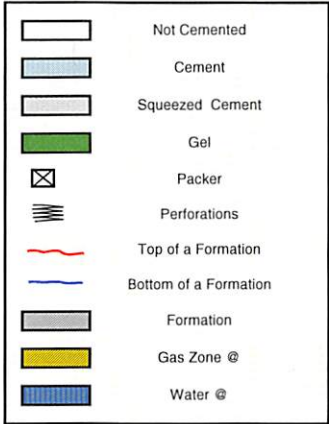 Not Cemented
Cement
Squeezed Cement
Gel
Packer
Perforations
Top of a Formation
Bottom of a Formation
Formation
Gas Zone @
Water @